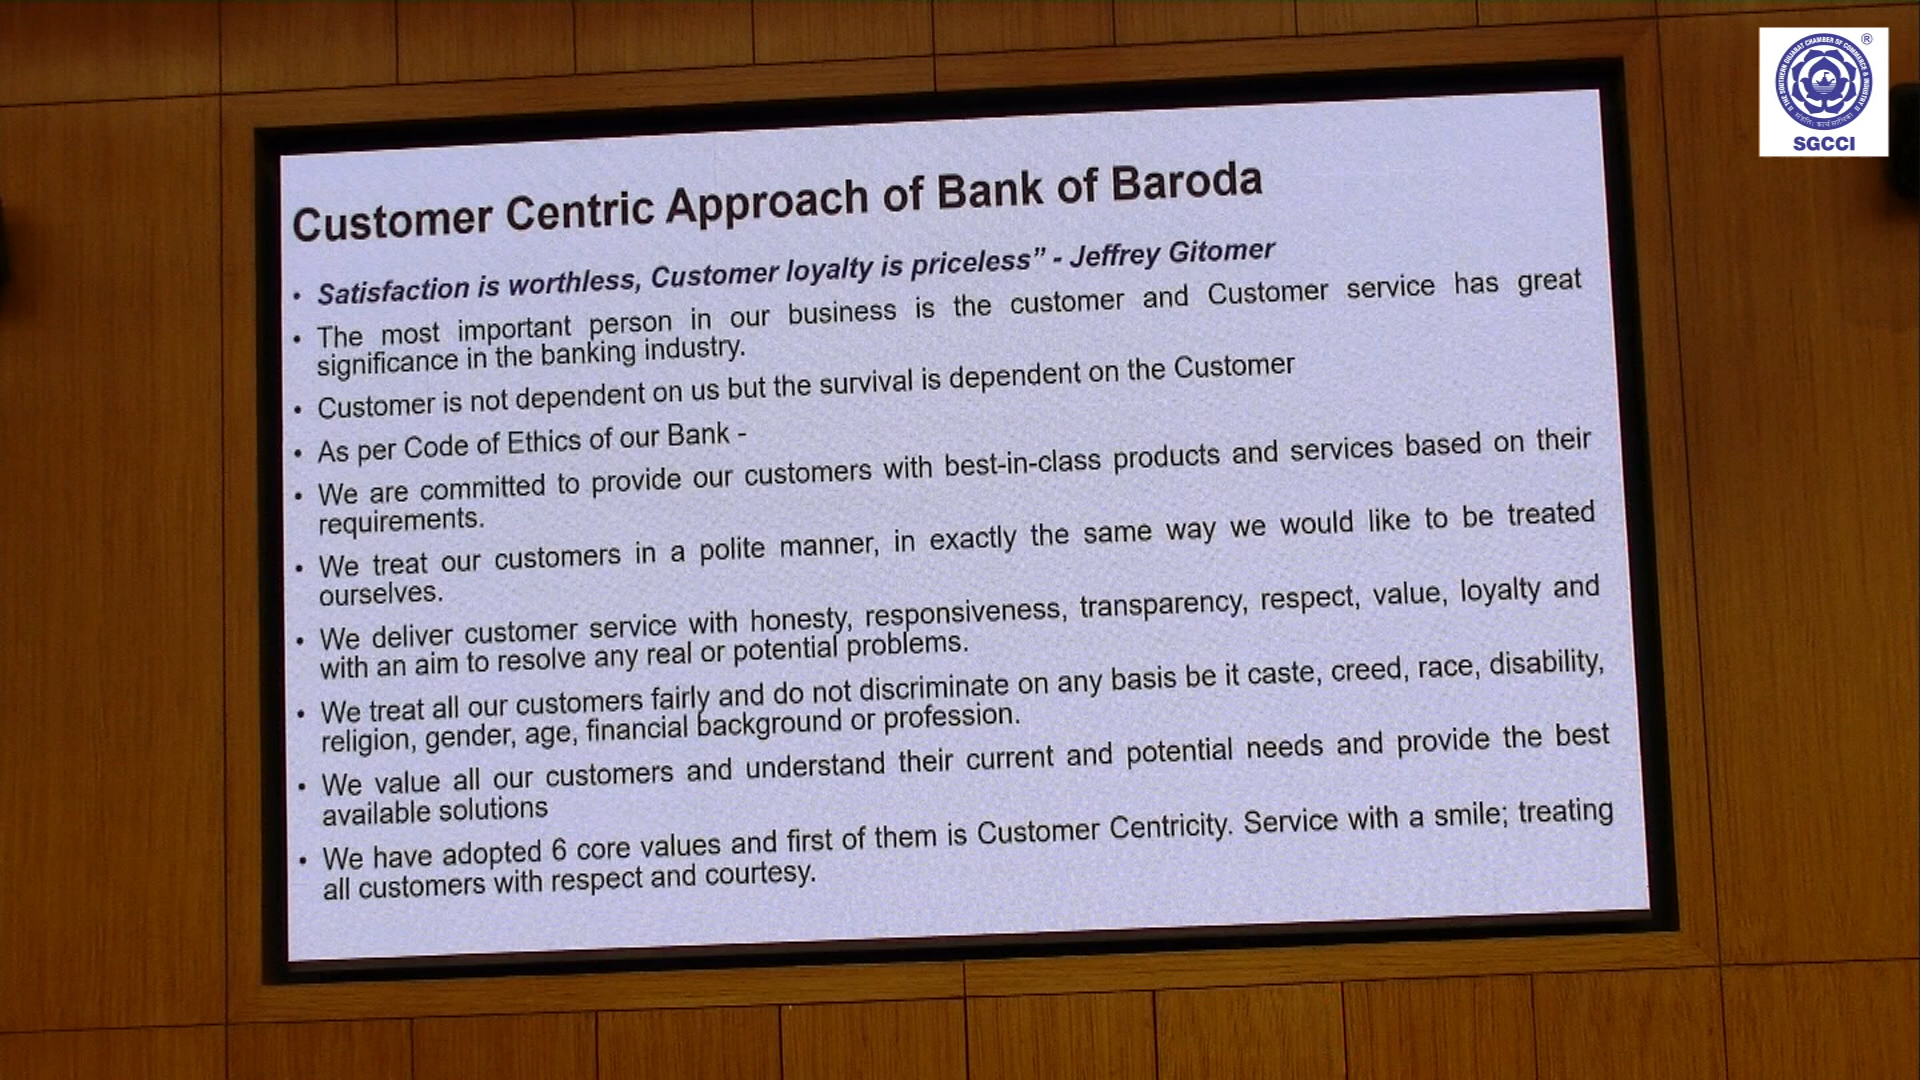 Customer Centric Approach of Bank of Baroda
• Satisfaction is worthless, Customer loyalty is priceless” - Jeffrey Gitomer
• The most important person in our business is the customer and Customer service has great
significance in the banking industry.
• Customer is not dependent on us but the survival is dependent on the Customer
• As per Code of Ethics of our Bank -
• We are committed to provide our customers with best-in-class products and services based on their
requirements.
• We treat our customers in a polite manner, in exactly the same way we would like to be treated
ourselves.
• We deliver customer service with honesty, responsiveness, transparency, respect, value, loyalty and
with an aim to resolve any real or potential problems.
• We treat all our customers fairly and do not discriminate on any basis be it caste, creed, race, disability,
religion, gender, age, financial background or profession.
• We value all our customers and understand their current and potential needs and provide the best
available solutions
• We have adopted 6 core values and first of them is Customer Centricity. Service with a smile; treating
all customers with respect and courtesy.
THE SOUTHERN GUJARAT CHAMBER OF COMMERCE & INDUSTRY
®
SGCCI